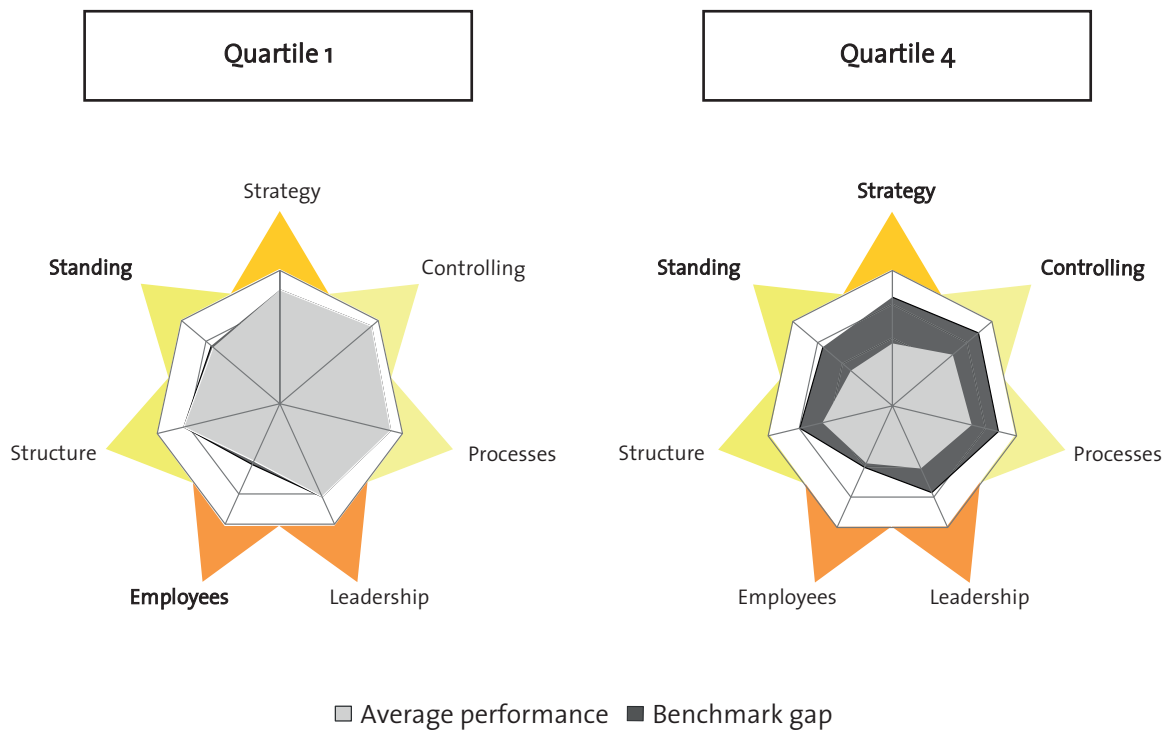 Quartile 1
Quartile 4
Strategy
Standing
Controlling
Structure
Processes
Employees
Leadership
Strategy
Standing
Controlling
Structure
Processes
Employees
Leadership
Average performance
Benchmark gap